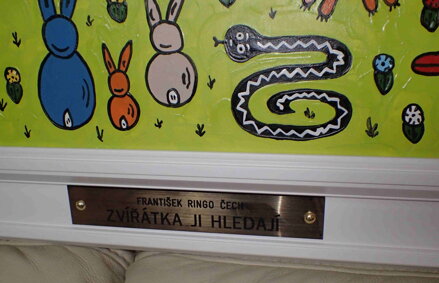 FRANTIŠEK RINGO ČECH
ZVÍŘÁTKA JI HLEDAJÍ